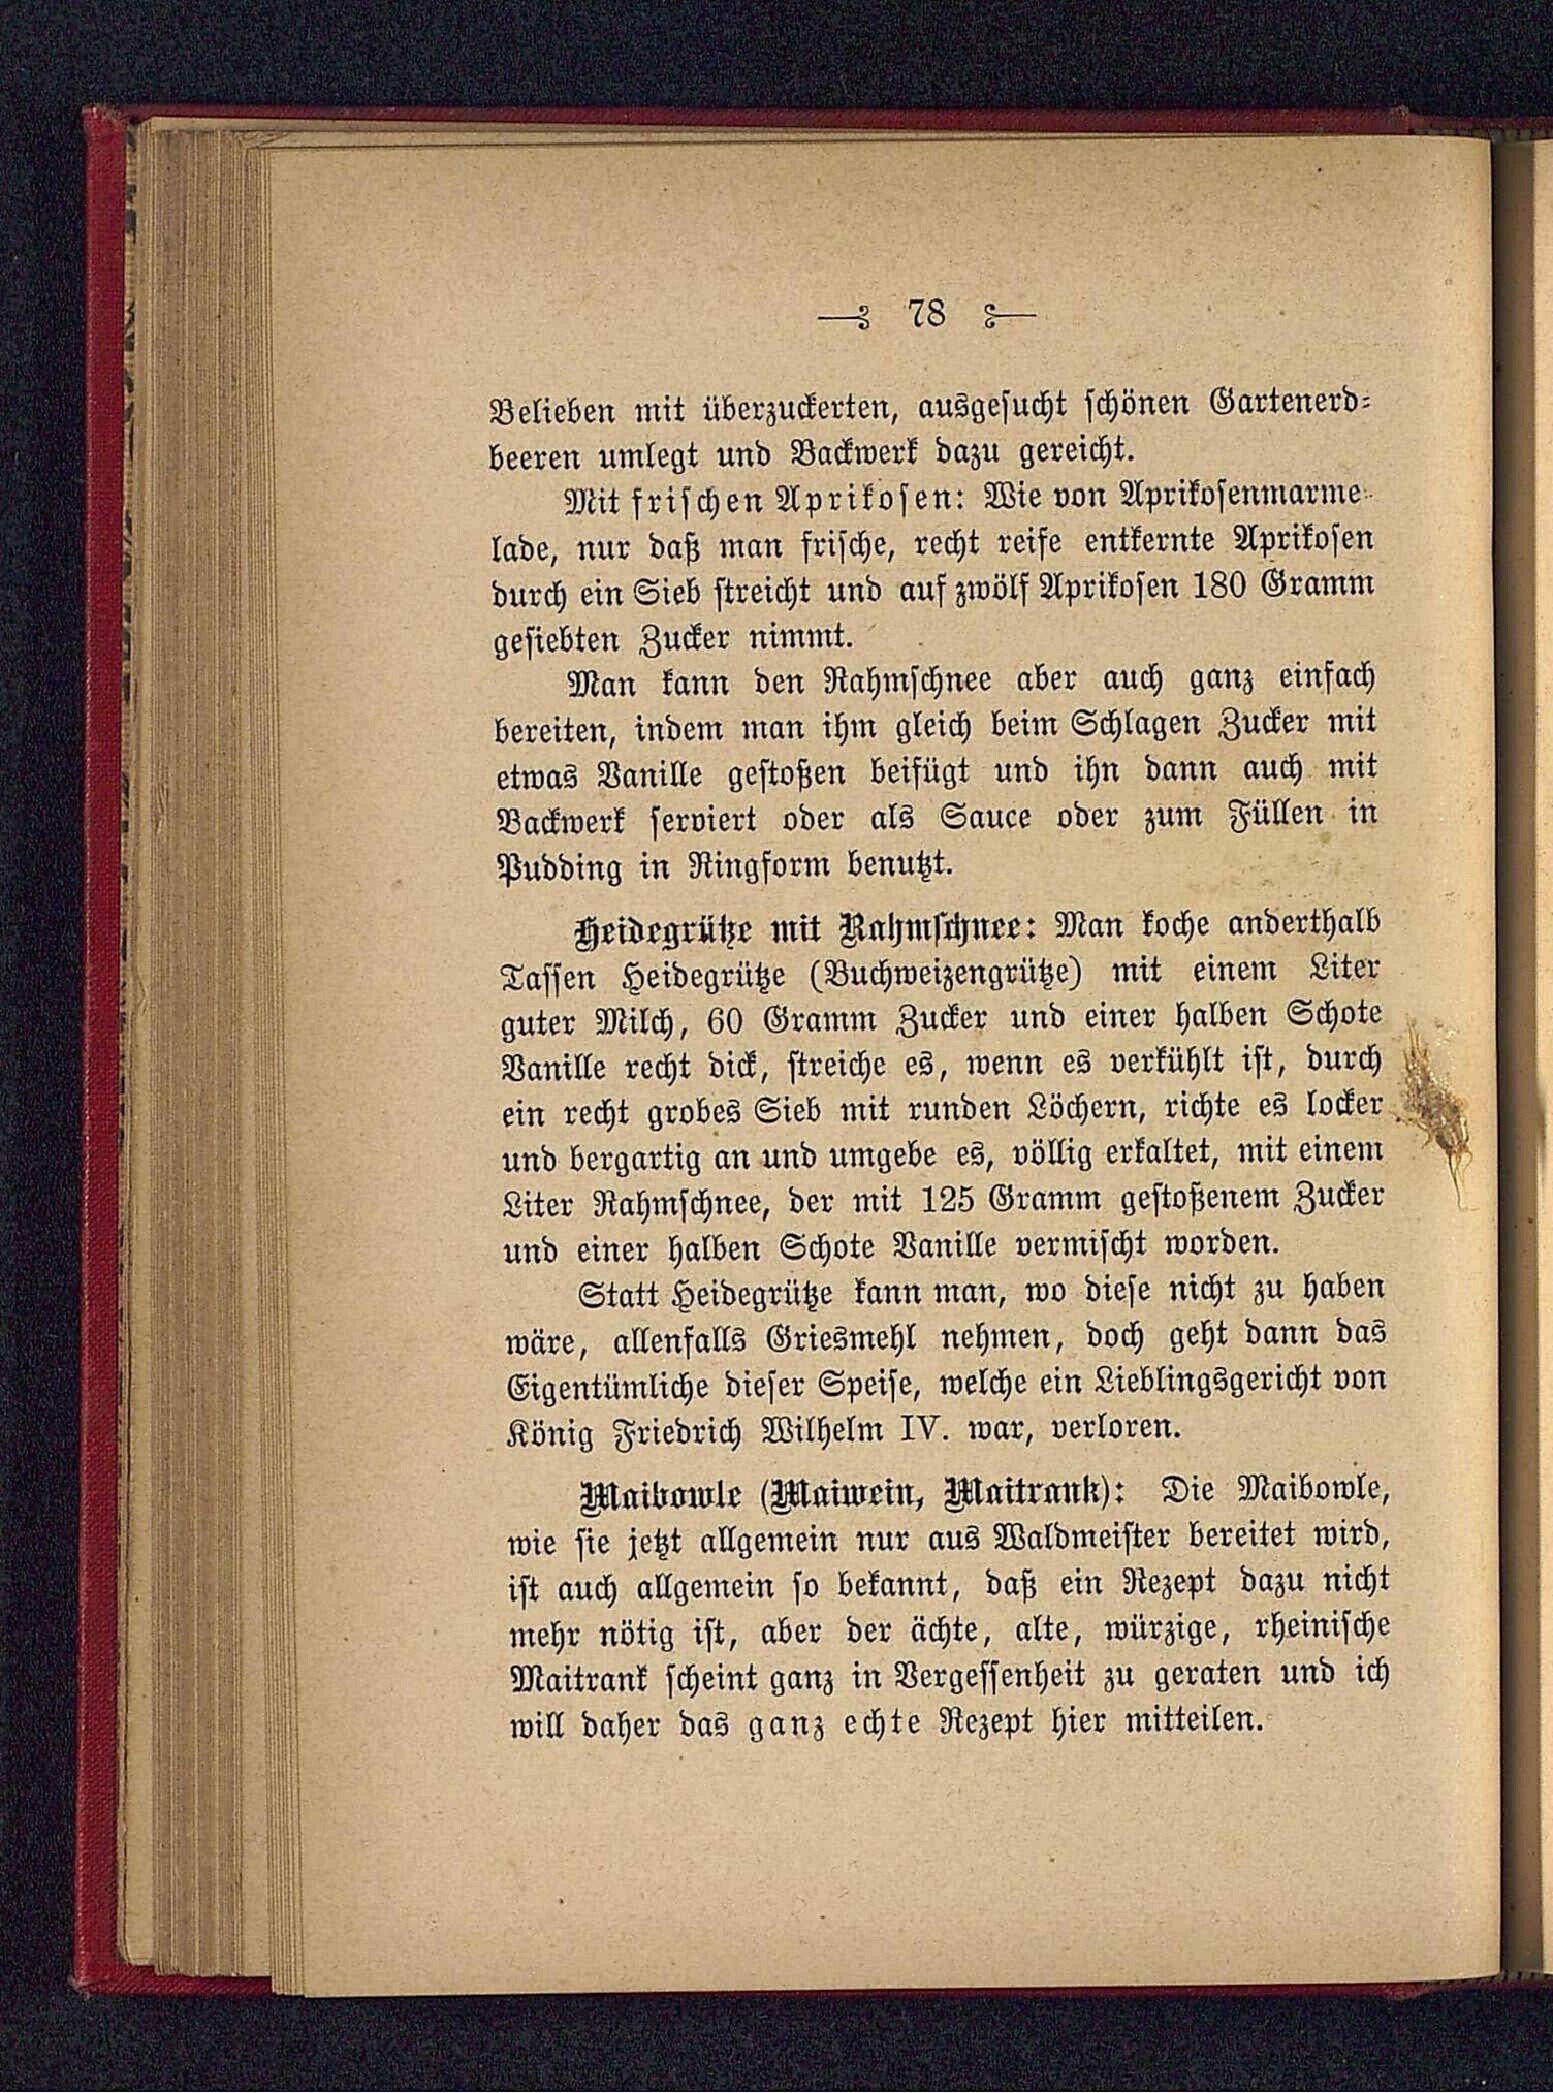 78
Belieben mit überzuckerten, ausgesucht schönen Gartenerd-
beeren umlegt und Backwerk dazu gereicht.
Mit frischen Aprikosen: Wie von Aprikosenmarme-
lade, nur daß man frische, recht reife entkernte Aprikosen
durch ein Sieb streicht und auf zwölf Aprikosen 180 Gramm
gesiebten Zucker nimmt.
Man kann den Rahmschnee aber auch ganz einfach
bereiten, indem man ihm gleich beim Schlagen Zucker mit
etwas Vanille gestoßen beifügt und ihn dann auch mit
Backwerk serviert oder als Sauce oder zum Füllen in
Pudding in Ringform benutzt.
Heidegrütze mit Rahmschnee: Man koche anderthalb
Tassen Heidegrütze (Buchweizengrütze) mit einem Liter
guter Milch, 60 Gramm Zucker und einer halben Schote
Vanille recht dick, streiche es, wenn es verkühlt ist, durch
ein recht grobes Sieb mit runden Löchern, richte es locker
und bergartig an und umgebe es, völlig erkaltet, mit einem
Liter Rahmschnee, der mit 125 Gramm gestoßenem Zucker
und einer halben Schote Vanille vermischt worden.
Statt Heidegrütze kann man, wo diese nicht zu haben
wäre, allenfalls Griesmehl nehmen, doch geht dann das
Eigentümliche dieser Speise, welche ein Lieblingsgericht von
König Friedrich Wilhelm IV. war, verloren.
Maibowle (Maiwein, Maitrank): Die Maibowle,
wie sie jetzt allgemein nur aus Waldmeister bereitet wird,
ist auch allgemein so bekannt, daß ein Rezept dazu nicht
mehr nötig ist, aber der ächte, alte, würzige, rheinische
Maitrank scheint ganz in Vergessenheit zu geraten und ich
will daher das ganz echte Rezept hier mitteilen.